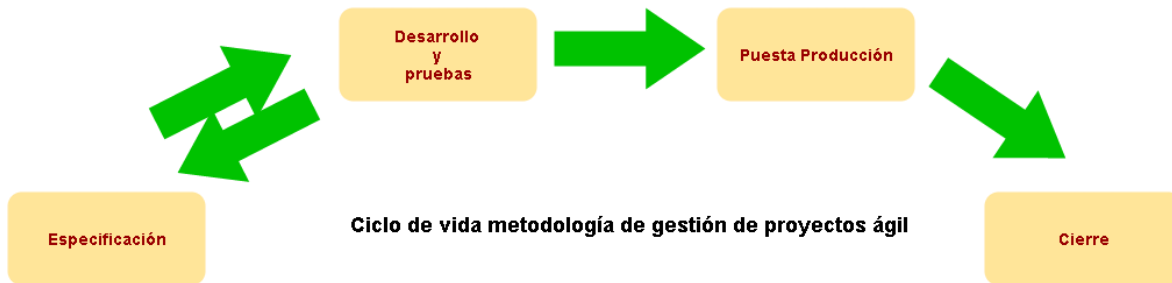 Desarrollo
y
pruebas
Puesta Producción
Especificación
Ciclo de vida metodología de gestión de proyectos ágil
Cierre